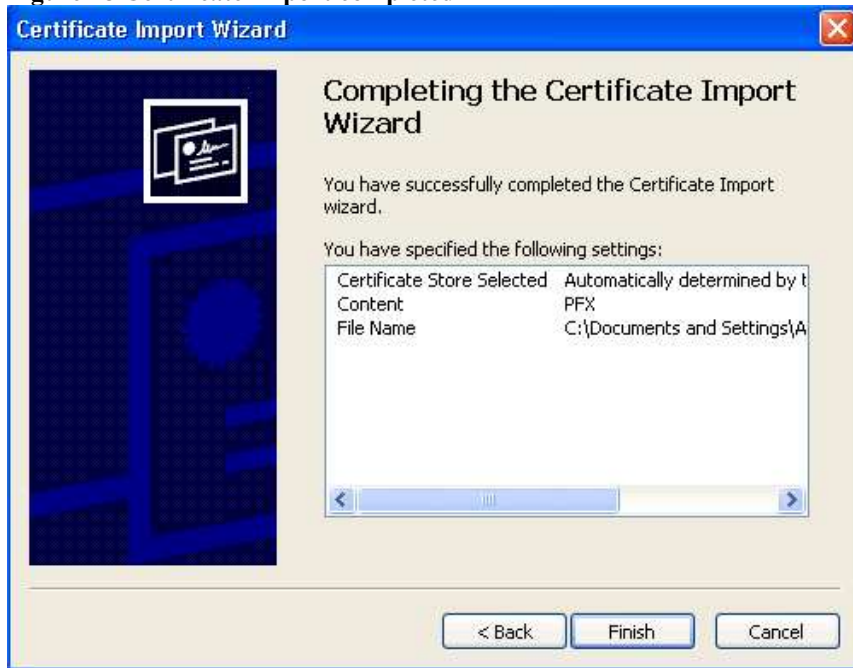 Certificate Import Wizard
Completing the Certificate Import
Wizard
You have successfully completed the Certificate Import
wizard.
You have specified the following settings:
Certificate Store Selected Automatically determined by t
Content PFX
File Name C:\Documents and Settings\A
< Back Finish Cancel